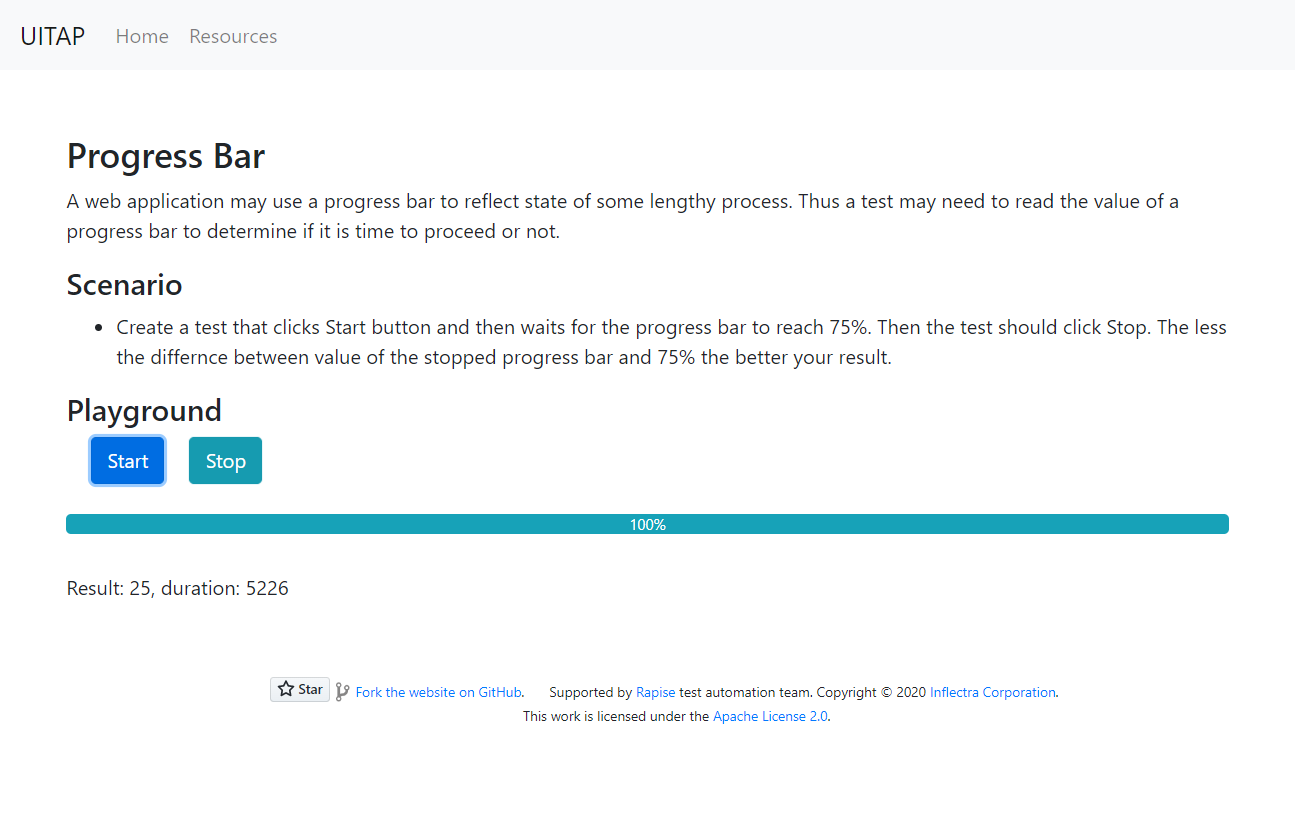 UITAP Home Resources
Progress Bar
A web application may use a progress bar to reflect state of some lengthy process. Thus a test may need to read the value of a
progress bar to determine if it is time to proceed or not.
Scenario
Create a test that clicks Start button and then waits for the progress bar to reach 75%. Then the test should click Stop. The less
the differnce between value of the stopped progress bar and 75% the better your result.
Playground
Start Stop
100%
Result: 25, duration: 5226
Star Fork the website on GitHub. Supported by Rapise test automation team. Copyright © 2020 Inflectra Corporation.
This work is licensed under the Apache License 2.0.